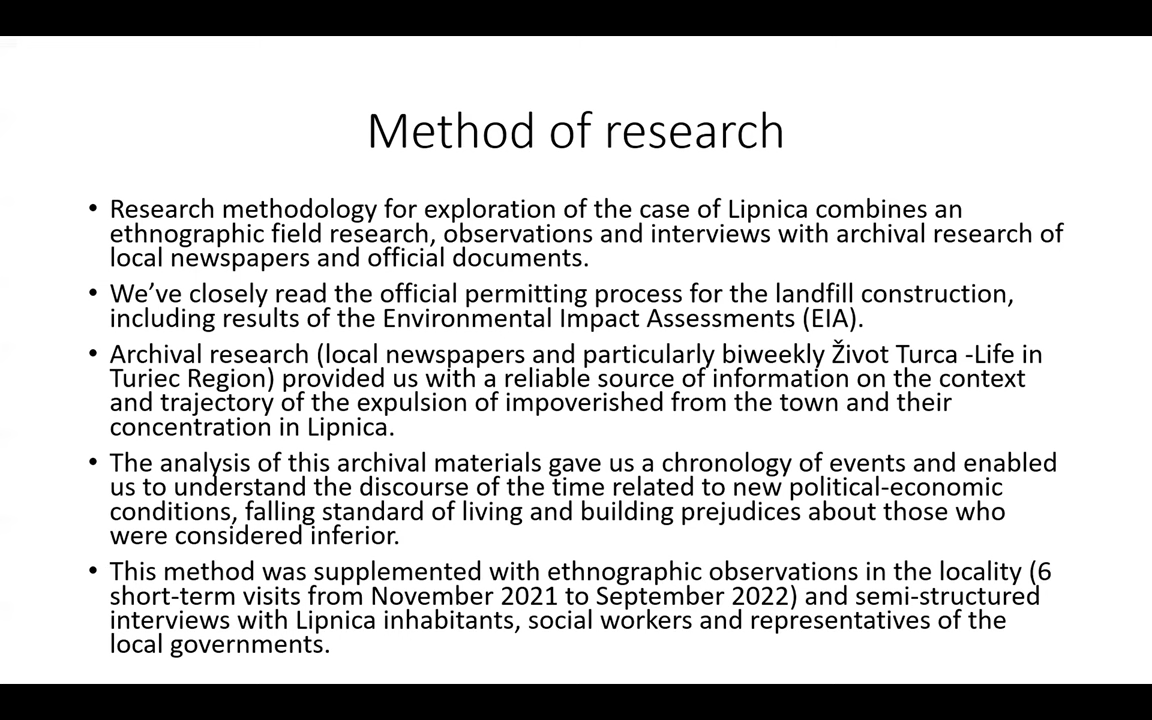 Method of research
• Research methodology for exploration of the case of Lipnica combines an
ethnographic field research, observations and interviews with archival research of
local newspapers and official documents.
• We’ve closely read the official permitting process for the landfill construction,
including results of the Environmental Impact Assessments (EIA).
• Archival research (local newspapers and particularly biweekly Život Turca -Life in
Turiec Region) provided us with a reliable source of information on the context
and trajectory of the expulsion of impoverished from the town and their
concentration in Lipnica.
• The analysis of this archival materials gave us a chronology of events and enabled
us to understand the discourse of the time related to new political-economic
conditions, falling standard of living and building prejudices about those who
were considered inferior.
• This method was supplemented with ethnographic observations in the locality (6
short-term visits from November 2021 to September 2022) and semi-structured
interviews with Lipnica inhabitants, social workers and representatives of the
local governments.